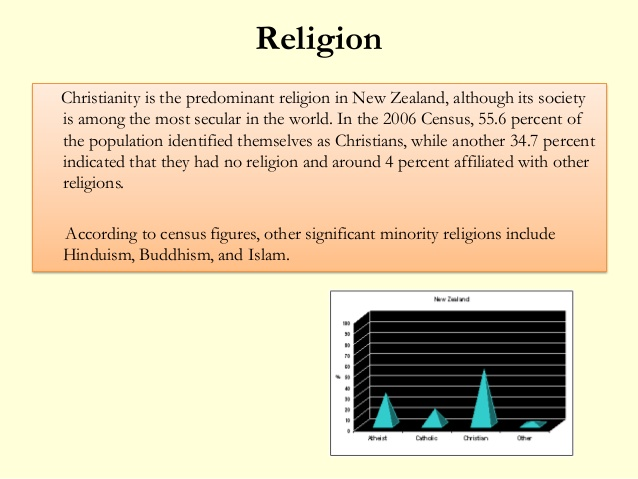 Religion
Christianity is the predominant religion in New Zealand, although its society
is among the most secular in the world. In the 2006 Census, 55.6 percent of
the population identified themselves as Christians, while another 34.7 percent
indicated that they had no religion and around 4 percent affiliated with other
religions.
According to census figures, other significant minority religions include
Hinduism, Buddhism, and Islam.
New Zealand
100
90
80
70
60
50
40
30
20
10
0
%
Atheist Catholic Christian Other